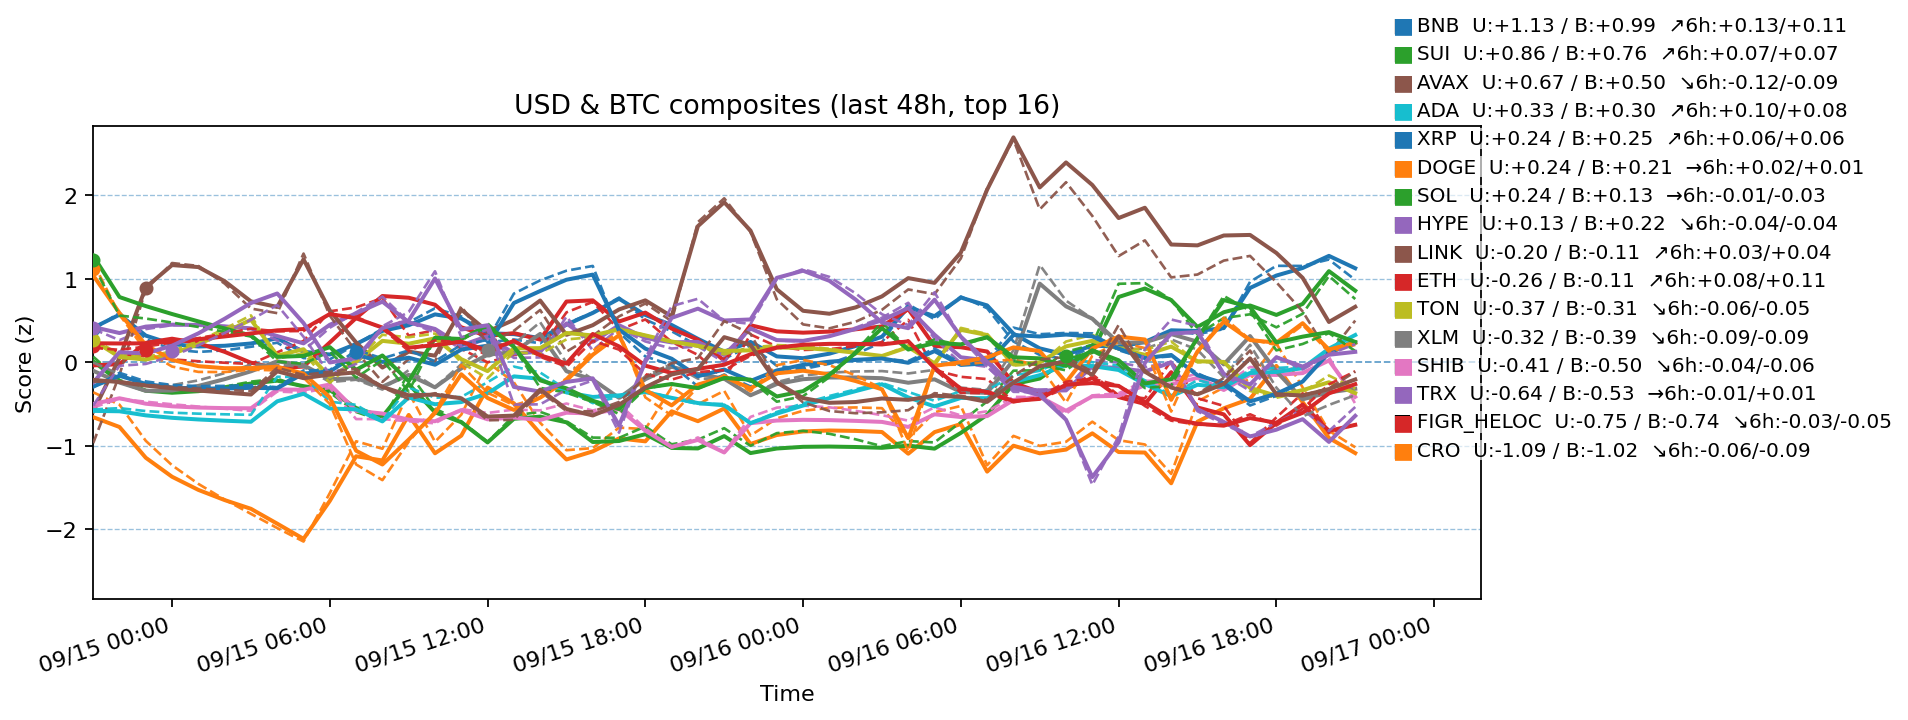 BNB  U:+1.13 / B:+0.99  ↗6h:+0.13/+0.11
SUI  U:+0.86 / B:+0.76  ↗6h:+0.07/+0.07
AVAX  U:+0.67 / B:+0.50  ↘6h:-0.12/-0.09
ADA  U:+0.33 / B:+0.30  ↗6h:+0.10/+0.08
XRP  U:+0.24 / B:+0.25  ↗6h:+0.06/+0.06
DOGE  U:+0.24 / B:+0.21  →6h:+0.02/+0.01
SOL  U:+0.24 / B:+0.13  →6h:-0.01/-0.03
HYPE  U:+0.13 / B:+0.22  ↘6h:-0.04/-0.04
LINK  U:-0.20 / B:-0.11  ↗6h:+0.03/+0.04
ETH  U:-0.26 / B:-0.11  ↗6h:+0.08/+0.11
TON  U:-0.37 / B:-0.31  ↘6h:-0.06/-0.05
XLM  U:-0.32 / B:-0.39  ↘6h:-0.09/-0.09
SHIB  U:-0.41 / B:-0.50  ↘6h:-0.04/-0.06
TRX  U:-0.64 / B:-0.53  →6h:-0.01/+0.01
FIGR_HELOC  U:-0.75 / B:-0.74  ↘6h:-0.03/-0.05
CRO  U:-1.09 / B:-1.02  ↘6h:-0.06/-0.09
USD & BTC composites (last 48h, top 16)
Score (z)
2
1
0
−1
−2
09/15 00:00
09/15 06:00
09/15 12:00
09/15 18:00
09/16 00:00
09/16 06:00
09/16 12:00
09/16 18:00
09/17 00:00
Time